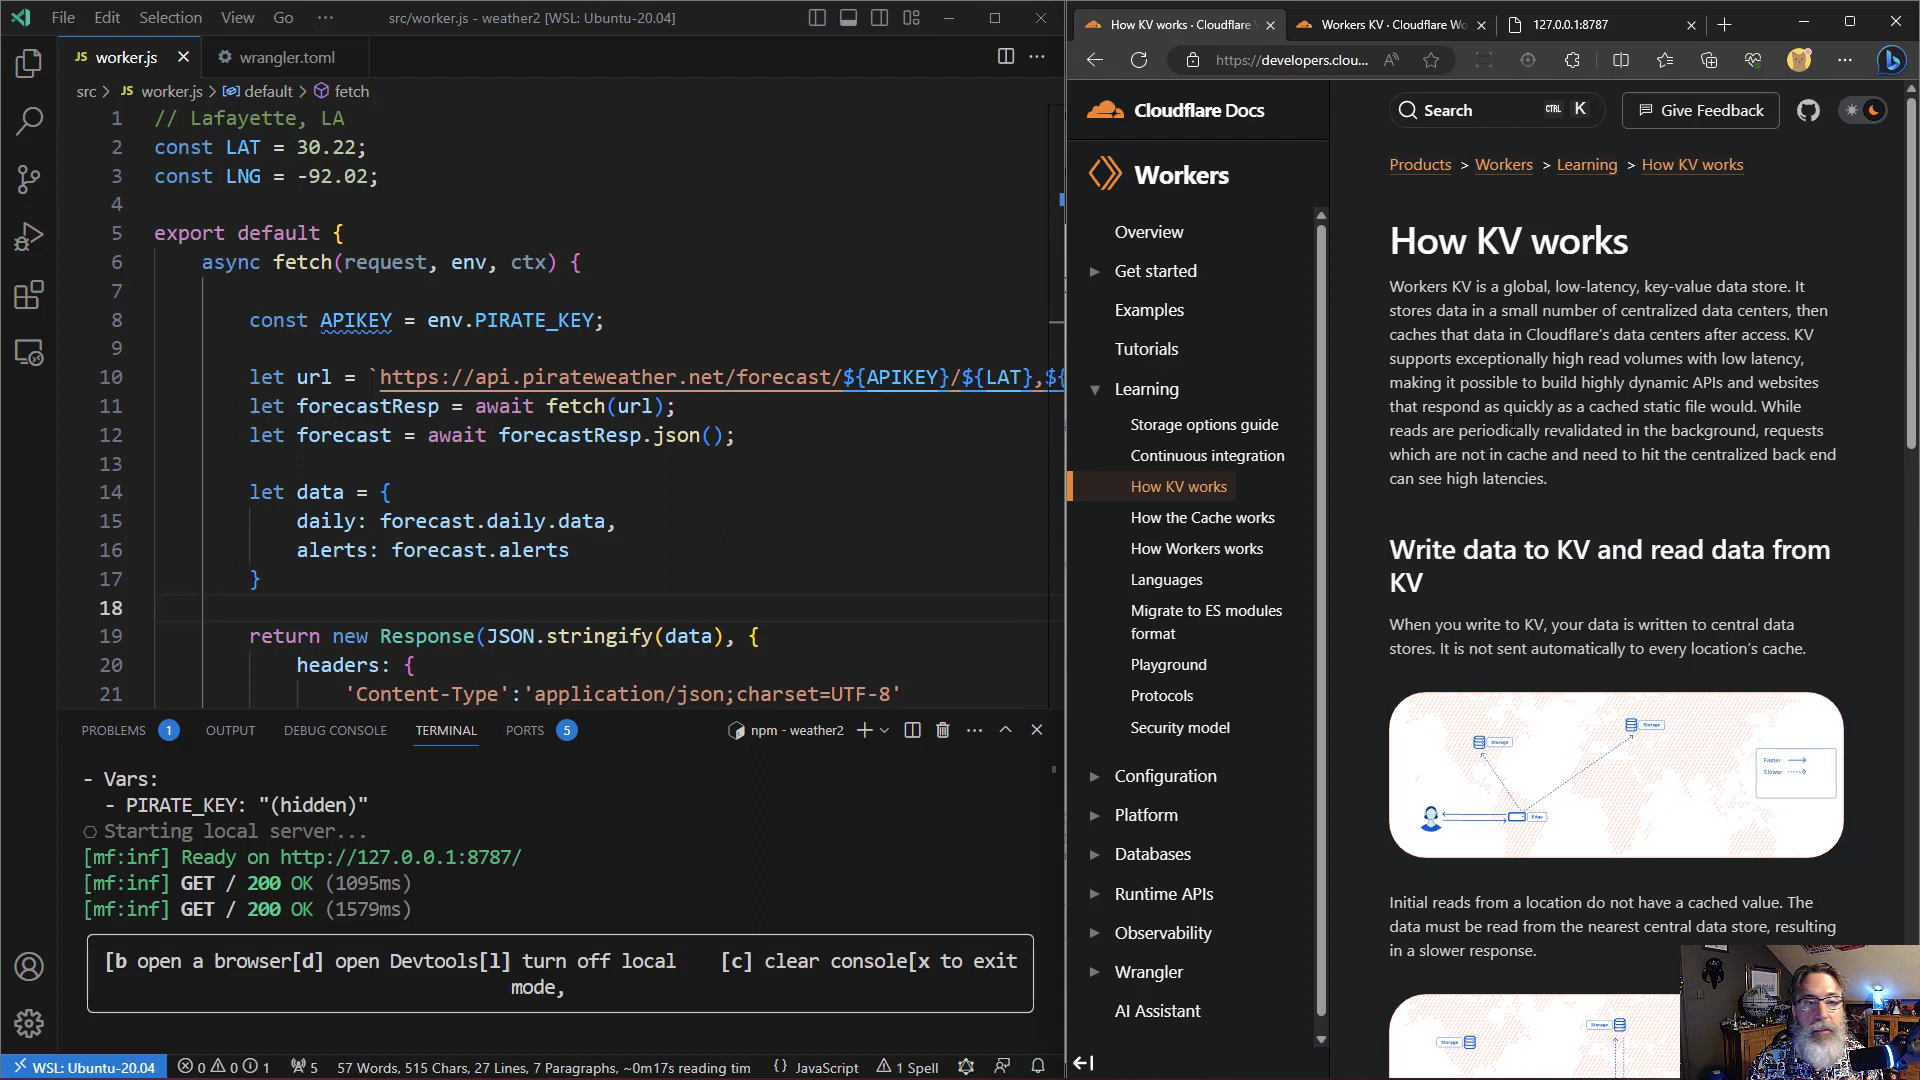 File Edit Selection View Go ··· src/worker.js - weather2 [WSL: Ubuntu-20.04]
JS worker.js wrangler.toml
src > JS worker.js > default > fetch
1 // Lafayette, LA
2 const LAT = 30.22;
3 const LNG = -92.02;
4
5 export default {
6 async fetch(request, env, ctx) {
7
8 const APIKEY = env.PIRATE_KEY;
9
10 let url = `https://api.pirateweather.net/forecast/${APIKEY}/${LAT},${
11 let forecastResp = await fetch(url);
12 let forecast = await forecastResp.json();
13
14 let data = {
15 daily: forecast.daily.data,
16 alerts: forecast.alerts
17 }
18
19 return new Response(JSON.stringify(data), {
20 headers: {
21 'Content-Type':'application/json;charset=UTF-8'
PROBLEMS 1 OUTPUT DEBUG CONSOLE TERMINAL PORTS 5 npm - weather2
- Vars:
- PIRATE_KEY: "(hidden)"
Starting local server...
[mf:inf] Ready on http://127.0.0.1:8787/
[mf:inf] GET / 200 OK (1095ms)
[mf:inf] GET / 200 OK (1579ms)
[b open a browser[d] open Devtools[l] turn off local [c] clear console[x to exit
mode,
WSL: Ubuntu-20.04 0 0 1 5 57 Words, 515 Chars, 27 Lines, 7 Paragraphs, ~0m17s reading tim {} JavaScript 1 Spell
How KV works · Cloudflare Workers KV · Cloudflare Wo 127.0.0.1:8787
https://developers.clou...
Cloudflare Docs
Search CTRL K Give Feedback
Workers
Overview
Get started
Examples
Tutorials
Learning
Storage options guide
Continuous integration
How KV works
How the Cache works
How Workers works
Languages
Migrate to ES modules
format
Playground
Protocols
Security model
Configuration
Platform
Databases
Runtime APIs
Observability
Wrangler
AI Assistant
Products > Workers > Learning > How KV works
How KV works
Workers KV is a global, low-latency, key-value data store. It
stores data in a small number of centralized data centers, then
caches that data in Cloudflare's data centers after access. KV
supports exceptionally high read volumes with low latency,
making it possible to build highly dynamic APIs and websites
that respond as quickly as a cached static file would. While
reads are periodically revalidated in the background, requests
which are not in cache and need to hit the centralized back end
can see high latencies.
Write data to KV and read data from
KV
When you write to KV, your data is written to central data
stores. It is not sent automatically to every location's cache.
Storage
Storage
Faster
Slower
Edge
Initial reads from a location do not have a cached value. The
data must be read from the nearest central data store, resulting
in a slower response.
Storage
Storage